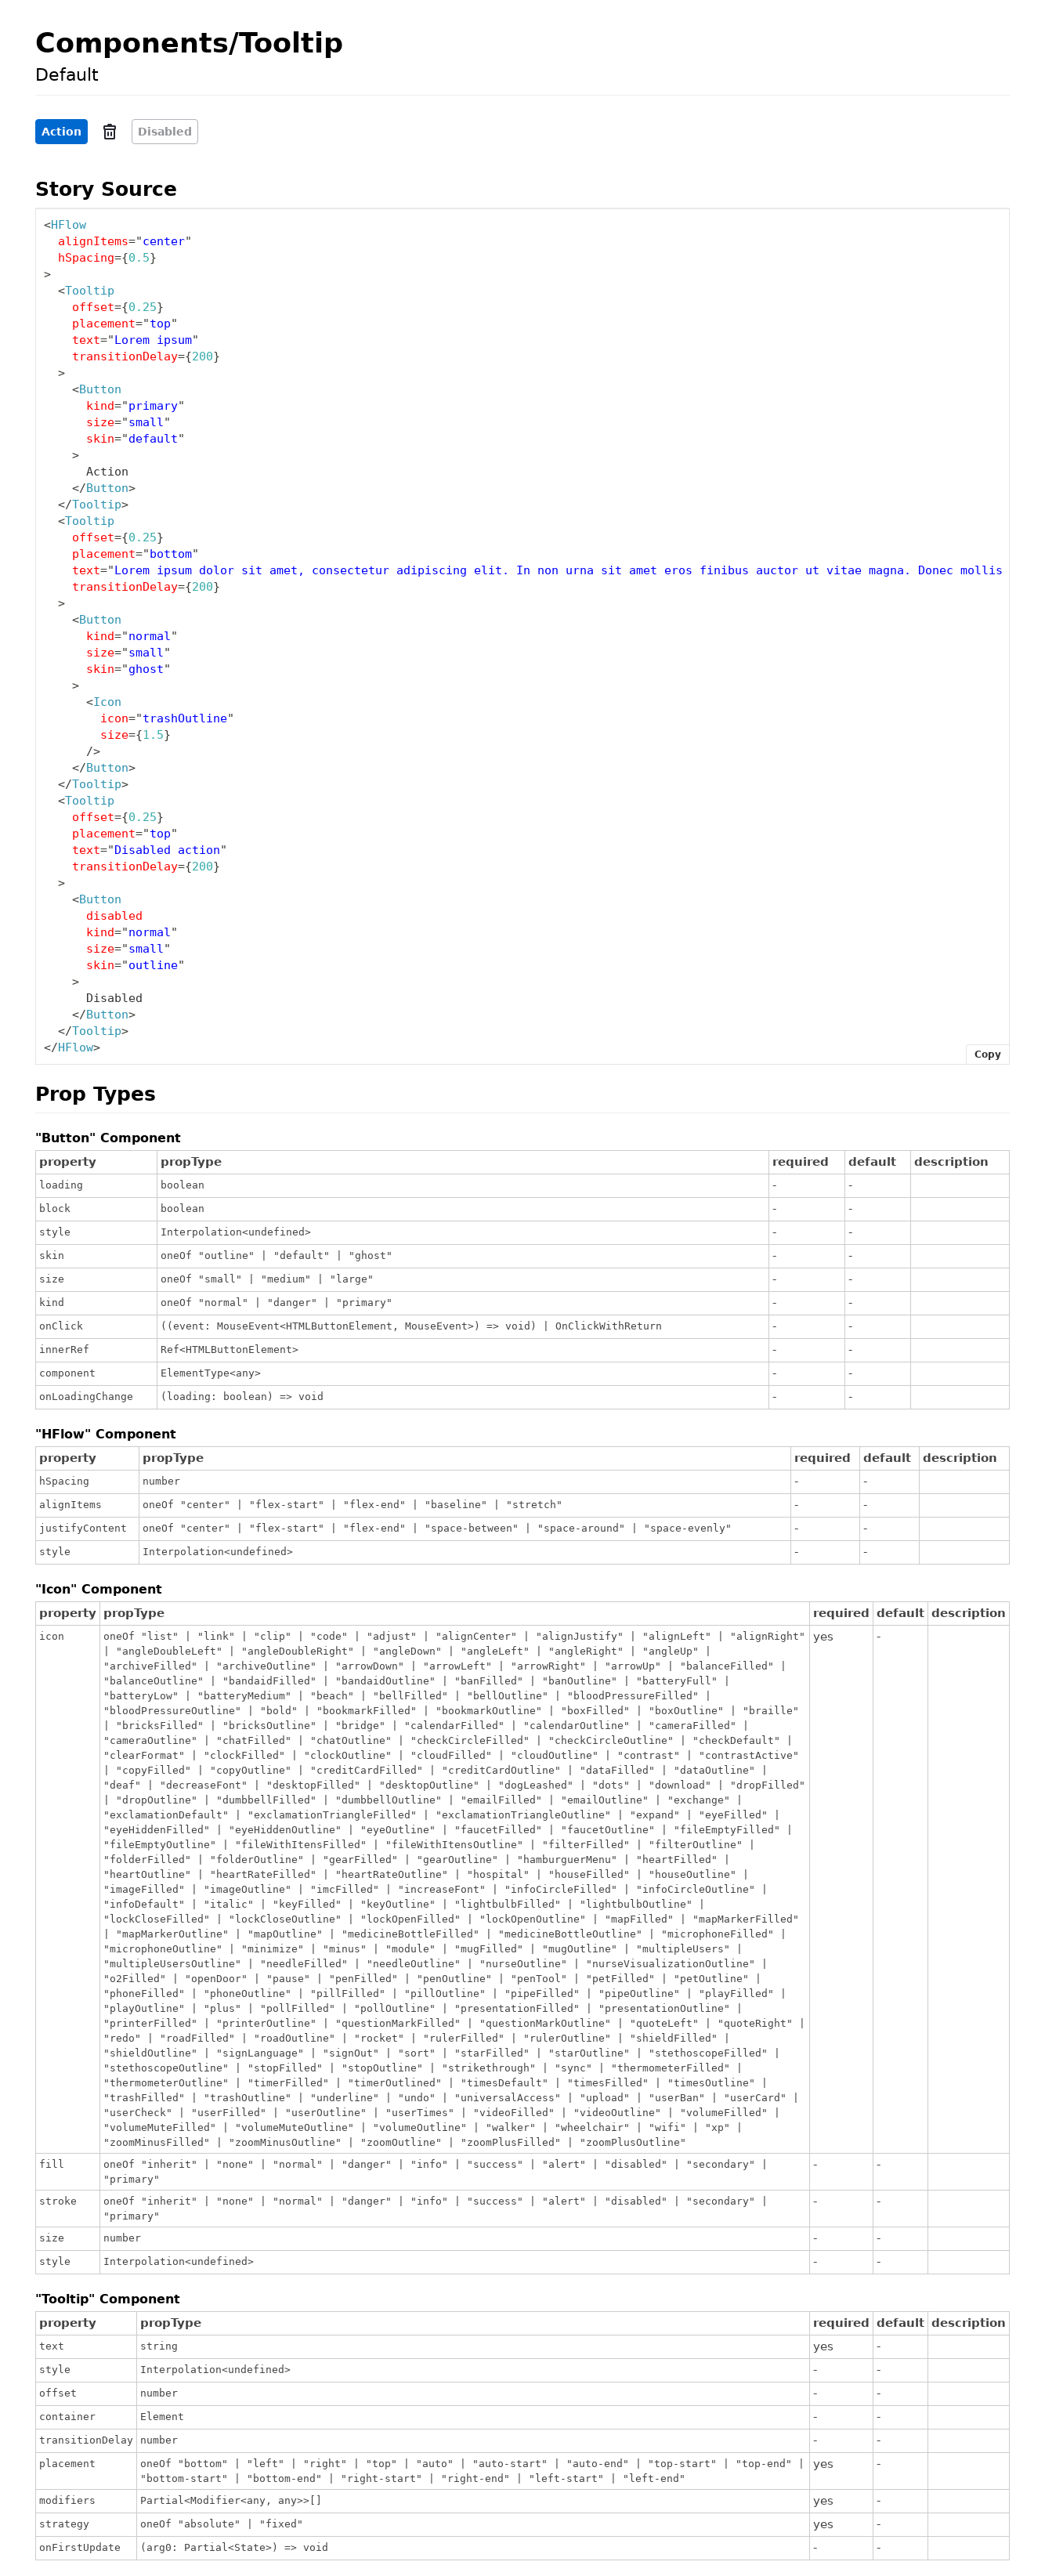 Components/Tooltip
Default
Action
Disabled
Story Source
<HFlow
  alignItems="center"
  hSpacing={0.5}
>
  <Tooltip
    offset={0.25}
    placement="top"
    text="Lorem ipsum"
    transitionDelay={200}
  >
    <Button
      kind="primary"
      size="small"
      skin="default"
    >
      Action
    </Button>
  </Tooltip>
  <Tooltip
    offset={0.25}
    placement="bottom"
    text="Lorem ipsum dolor sit amet, consectetur adipiscing elit. In non urna sit amet eros finibus auctor ut vitae magna. Donec mollis
    transitionDelay={200}
  >
    <Button
      kind="normal"
      size="small"
      skin="ghost"
    >
      <Icon
        icon="trashOutline"
        size={1.5}
      />
    </Button>
  </Tooltip>
  <Tooltip
    offset={0.25}
    placement="top"
    text="Disabled action"
    transitionDelay={200}
  >
    <Button
      disabled
      kind="normal"
      size="small"
      skin="outline"
    >
      Disabled
    </Button>
  </Tooltip>
</HFlow>
Copy
Prop Types
"Button" Component
property propType required default description
loading boolean - -
block boolean - -
style Interpolation<undefined> - -
skin oneOf "outline" | "default" | "ghost" - -
size oneOf "small" | "medium" | "large" - -
kind oneOf "normal" | "danger" | "primary" - -
onClick ((event: MouseEvent<HTMLButtonElement, MouseEvent>) => void) | OnClickWithReturn - -
innerRef Ref<HTMLButtonElement> - -
component ElementType<any> - -
onLoadingChange (loading: boolean) => void - -
"HFlow" Component
property propType required default description
hSpacing number - -
alignItems oneOf "center" | "flex-start" | "flex-end" | "baseline" | "stretch" - -
justifyContent oneOf "center" | "flex-start" | "flex-end" | "space-between" | "space-around" | "space-evenly" - -
style Interpolation<undefined> - -
"Icon" Component
property propType required default description
icon oneOf "list" | "link" | "clip" | "code" | "adjust" | "alignCenter" | "alignJustify" | "alignLeft" | "alignRight" yes -
| "angleDoubleLeft" | "angleDoubleRight" | "angleDown" | "angleLeft" | "angleRight" | "angleUp" |
"archiveFilled" | "archiveOutline" | "arrowDown" | "arrowLeft" | "arrowRight" | "arrowUp" | "balanceFilled" |
"balanceOutline" | "bandaidFilled" | "bandaidOutline" | "banFilled" | "banOutline" | "batteryFull" |
"batteryLow" | "batteryMedium" | "beach" | "bellFilled" | "bellOutline" | "bloodPressureFilled" |
"bloodPressureOutline" | "bold" | "bookmarkFilled" | "bookmarkOutline" | "boxFilled" | "boxOutline" | "braille"
| "bricksFilled" | "bricksOutline" | "bridge" | "calendarFilled" | "calendarOutline" | "cameraFilled" |
"cameraOutline" | "chatFilled" | "chatOutline" | "checkCircleFilled" | "checkCircleOutline" | "checkDefault" |
"clearFormat" | "clockFilled" | "clockOutline" | "cloudFilled" | "cloudOutline" | "contrast" | "contrastActive"
| "copyFilled" | "copyOutline" | "creditCardFilled" | "creditCardOutline" | "dataFilled" | "dataOutline" |
"deaf" | "decreaseFont" | "desktopFilled" | "desktopOutline" | "dogLeashed" | "dots" | "download" | "dropFilled"
| "dropOutline" | "dumbbellFilled" | "dumbbellOutline" | "emailFilled" | "emailOutline" | "exchange" |
"exclamationDefault" | "exclamationTriangleFilled" | "exclamationTriangleOutline" | "expand" | "eyeFilled" |
"eyeHiddenFilled" | "eyeHiddenOutline" | "eyeOutline" | "faucetFilled" | "faucetOutline" | "fileEmptyFilled" |
"fileEmptyOutline" | "fileWithItensFilled" | "fileWithItensOutline" | "filterFilled" | "filterOutline" |
"folderFilled" | "folderOutline" | "gearFilled" | "gearOutline" | "hamburguerMenu" | "heartFilled" |
"heartOutline" | "heartRateFilled" | "heartRateOutline" | "hospital" | "houseFilled" | "houseOutline" |
"imageFilled" | "imageOutline" | "imcFilled" | "increaseFont" | "infoCircleFilled" | "infoCircleOutline" |
"infoDefault" | "italic" | "keyFilled" | "keyOutline" | "lightbulbFilled" | "lightbulbOutline" |
"lockCloseFilled" | "lockCloseOutline" | "lockOpenFilled" | "lockOpenOutline" | "mapFilled" | "mapMarkerFilled"
| "mapMarkerOutline" | "mapOutline" | "medicineBottleFilled" | "medicineBottleOutline" | "microphoneFilled" |
"microphoneOutline" | "minimize" | "minus" | "module" | "mugFilled" | "mugOutline" | "multipleUsers" |
"multipleUsersOutline" | "needleFilled" | "needleOutline" | "nurseOutline" | "nurseVisualizationOutline" |
"o2Filled" | "openDoor" | "pause" | "penFilled" | "penOutline" | "penTool" | "petFilled" | "petOutline" |
"phoneFilled" | "phoneOutline" | "pillFilled" | "pillOutline" | "pipeFilled" | "pipeOutline" | "playFilled" |
"playOutline" | "plus" | "pollFilled" | "pollOutline" | "presentationFilled" | "presentationOutline" |
"printerFilled" | "printerOutline" | "questionMarkFilled" | "questionMarkOutline" | "quoteLeft" | "quoteRight" |
"redo" | "roadFilled" | "roadOutline" | "rocket" | "rulerFilled" | "rulerOutline" | "shieldFilled" |
"shieldOutline" | "signLanguage" | "signOut" | "sort" | "starFilled" | "starOutline" | "stethoscopeFilled" |
"stethoscopeOutline" | "stopFilled" | "stopOutline" | "strikethrough" | "sync" | "thermometerFilled" |
"thermometerOutline" | "timerFilled" | "timerOutlined" | "timesDefault" | "timesFilled" | "timesOutline" |
"trashFilled" | "trashOutline" | "underline" | "undo" | "universalAccess" | "upload" | "userBan" | "userCard" |
"userCheck" | "userFilled" | "userOutline" | "userTimes" | "videoFilled" | "videoOutline" | "volumeFilled" |
"volumeMuteFilled" | "volumeMuteOutline" | "volumeOutline" | "walker" | "wheelchair" | "wifi" | "xp" |
"zoomMinusFilled" | "zoomMinusOutline" | "zoomOutline" | "zoomPlusFilled" | "zoomPlusOutline"
fill oneOf "inherit" | "none" | "normal" | "danger" | "info" | "success" | "alert" | "disabled" | "secondary" | - -
"primary"
stroke oneOf "inherit" | "none" | "normal" | "danger" | "info" | "success" | "alert" | "disabled" | "secondary" | - -
"primary"
size number - -
style Interpolation<undefined> - -
"Tooltip" Component
property propType required default description
text string yes -
style Interpolation<undefined> - -
offset number - -
container Element - -
transitionDelay number - -
placement oneOf "bottom" | "left" | "right" | "top" | "auto" | "auto-start" | "auto-end" | "top-start" | "top-end" | yes -
"bottom-start" | "bottom-end" | "right-start" | "right-end" | "left-start" | "left-end"
modifiers Partial<Modifier<any, any>>[] yes -
strategy oneOf "absolute" | "fixed" yes -
onFirstUpdate (arg0: Partial<State>) => void - -